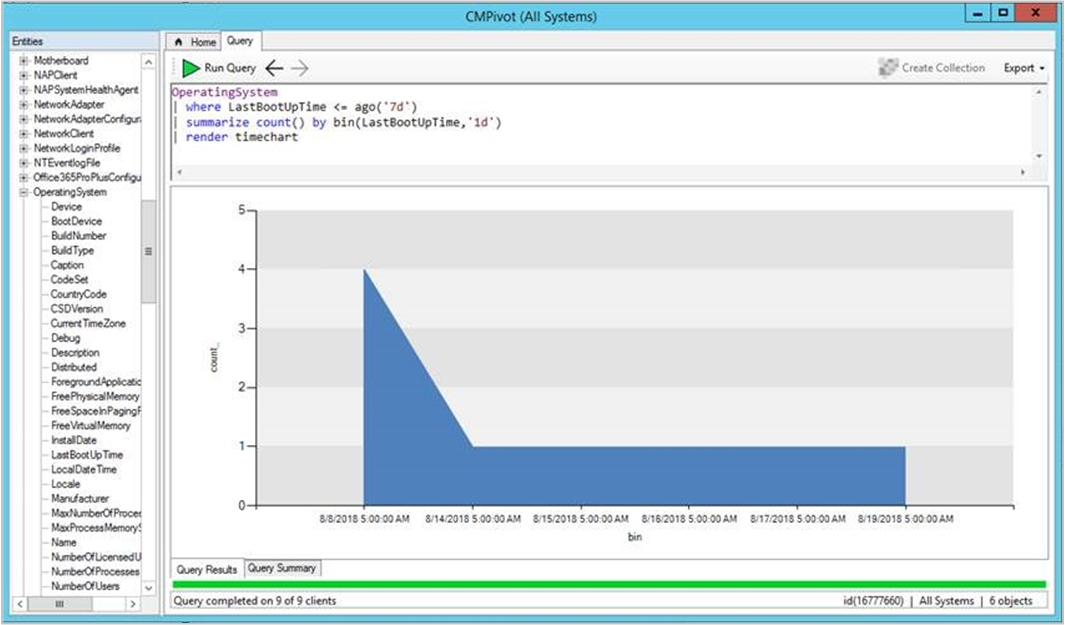 CMPivot (All Systems)
Entities
Motherboard
NAPClient
NAPSystemHealthAgent
NetworkAdapter
NetworkAdapterConfigur
NetworkClient
NetworkLoginProfile
NTEventlogFile
Office365ProPlusConfigu
OperatingSystem
Device
BootDevice
BuildNumber
BuildType
Caption
CodeSet
CountryCode
CSDVersion
CurrentTimeZone
Debug
Description
Distributed
ForegroundApplicatic
FreePhysicalMemory
FreeSpaceInPagingF
FreeVirtualMemory
InstallDate
LastBootUpTime
LocalDateTime
Locale
Manufacturer
MaxNumberOfProcer
MaxProcessMemoryS
Name
NumberOfLicensedU
NumberOfProcesses
NumberOfUsers
Home Query
Run Query Create Collection Export
OperatingSystem
| where LastBootUpTime <= ago('7d')
| summarize count() by bin(LastBootUpTime,'1d')
| render timechart
5
4
3
2
1
0
count_
8/8/2018 5:00:00 AM 8/14/2018 5:00:00 AM 8/15/2018 5:00:00 AM 8/16/2018 5:00:00 AM 8/17/2018 5:00:00 AM 8/19/2018 5:00:00 AM
bin
Query Results Query Summary
Query completed on 9 of 9 clients id(16777660) | All Systems | 6 objects